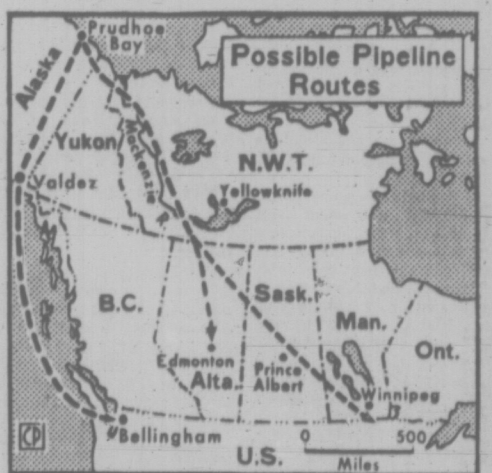 Possible Pipeline
Routes
Prudhoe
Bay
Alaska
Yukon
Mackenzie
R.
N.W.T.
Valdez
Yellowknife
B.C.
Sask.
Man.
Ont.
Edmonton
Alta.
Prince
Albert
Winnipeg
CP
Bellingham
U.S.
0 500
Miles